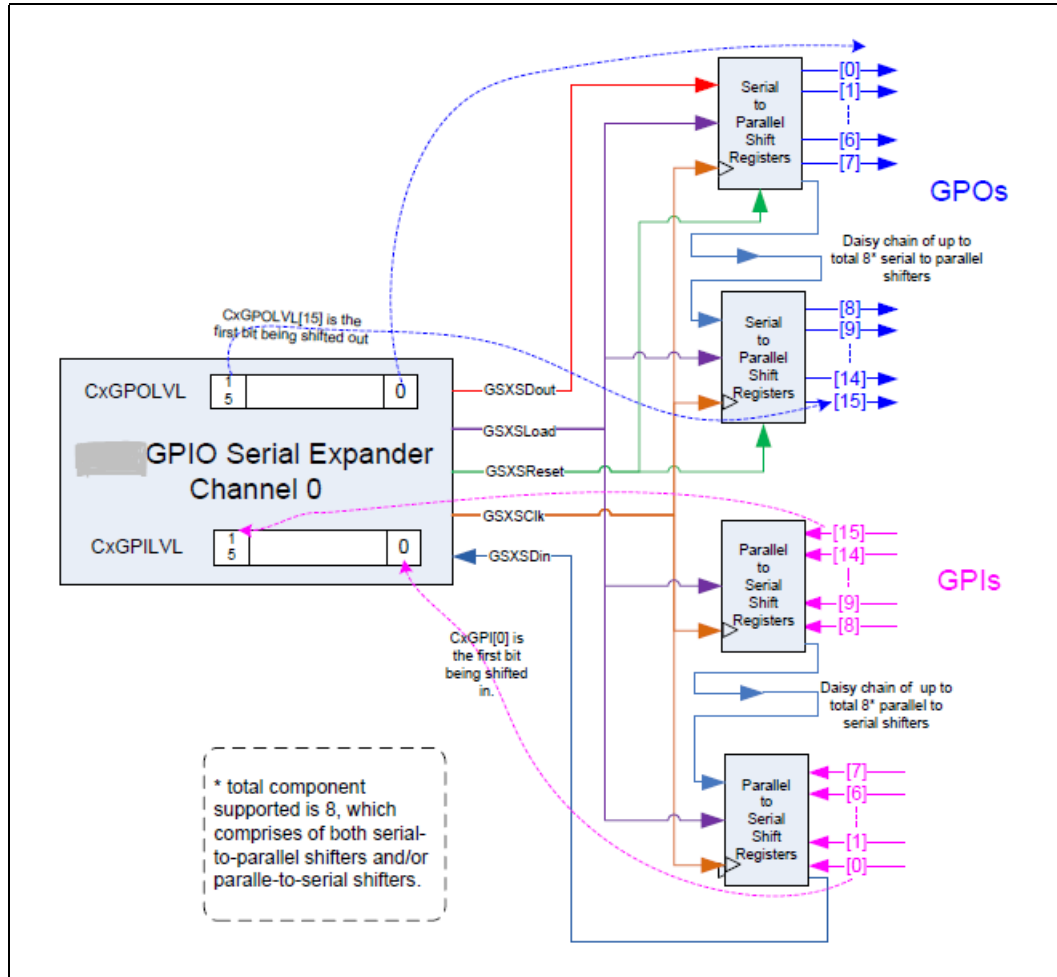 [0]
[1]
[6]
[7]
Serial
to
Parallel
Shift
Registers
GPOs
Daisy chain of up to
total 8* serial to parallel
shifters
[8]
[9]
[14]
[15]
Serial
to
Parallel
Shift
Registers
CxGPOLVL[15] is the
first bit being shifted out
CxGPOLVL
1
5
0
GSXSDout
GSXSLoad
GPIO Serial Expander
Channel 0
GSXSReset
GSXSClk
CxGPILVL
1
5
0
GSXSDin
[15]
[14]
[9]
[8]
Parallel
to
Serial
Shift
Registers
GPIs
CxGPI[0] is
the first bit
being shifted
in.
Daisy chain of up to
total 8* parallel to
serial shifters
[7]
[6]
[1]
[0]
Parallel
to
Serial
Shift
Registers
* total component
supported is 8, which
comprises of both serial-
to-parallel shifters and/or
paralle-to-serial shifters.